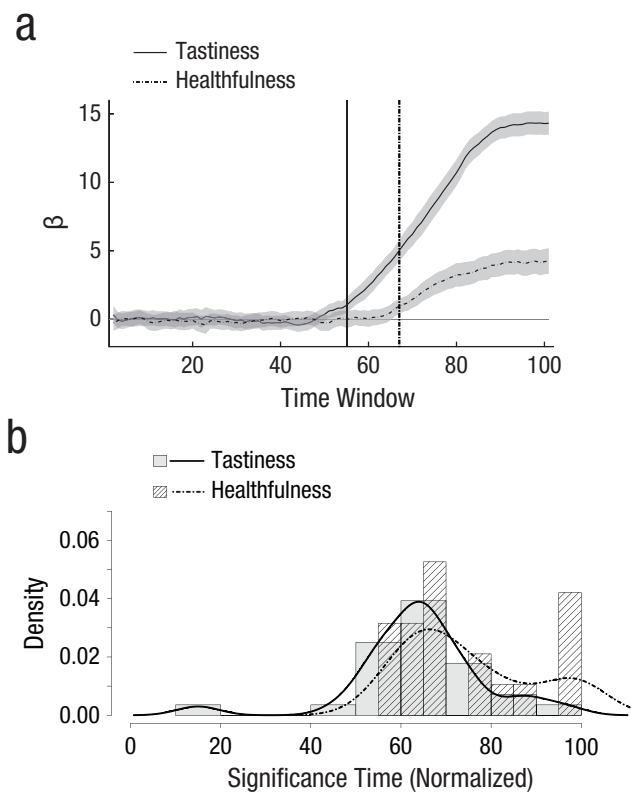 a
Tastiness
Healthfulness
15
10
5
0
β
20 40 60 80 100
Time Window
b
Tastiness
Healthfulness
0.06
0.04
0.02
0.00
Density
0 20 40 60 80 100
Significance Time (Normalized)